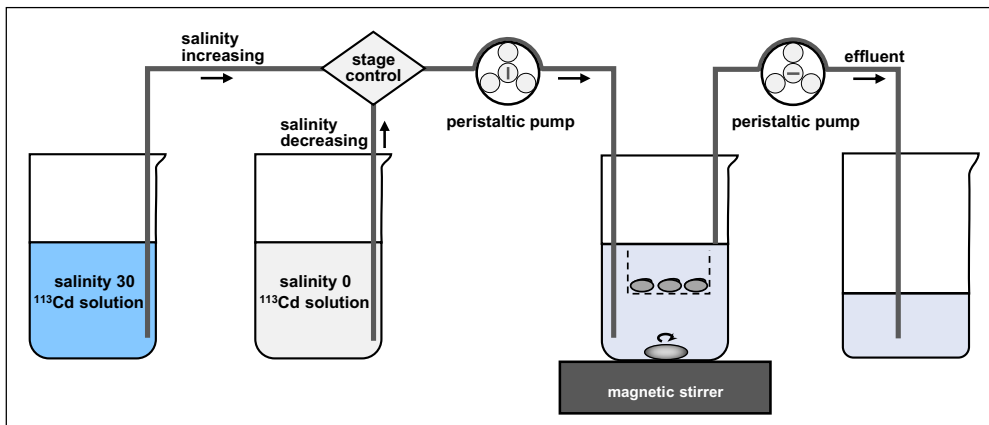 salinity
increasing
stage
control
salinity
decreasing
peristaltic pump
peristaltic pump
effluent
salinity 30
¹¹³Cd solution
salinity 0
¹¹³Cd solution
magnetic stirrer